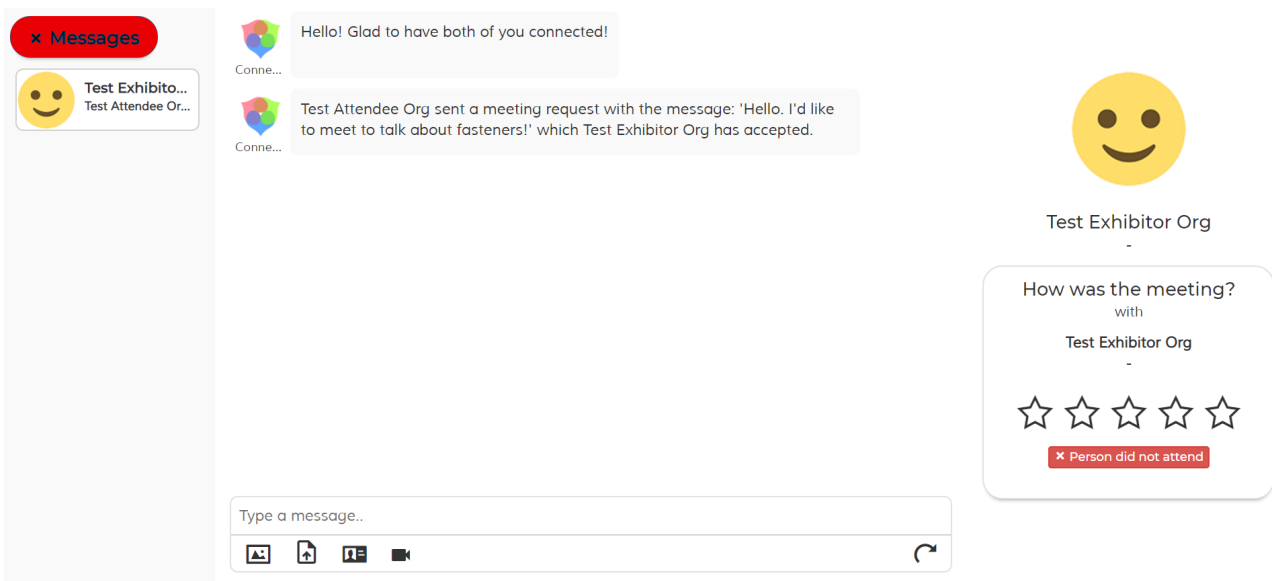 × Messages
Test Exhibito...
Test Attendee Or...
Conne...
Hello! Glad to have both of you connected!
Conne...
Test Attendee Org sent a meeting request with the message: 'Hello. I'd like
to meet to talk about fasteners!' which Test Exhibitor Org has accepted.
Type a message..
Test Exhibitor Org
-
How was the meeting?
with
Test Exhibitor Org
-
× Person did not attend